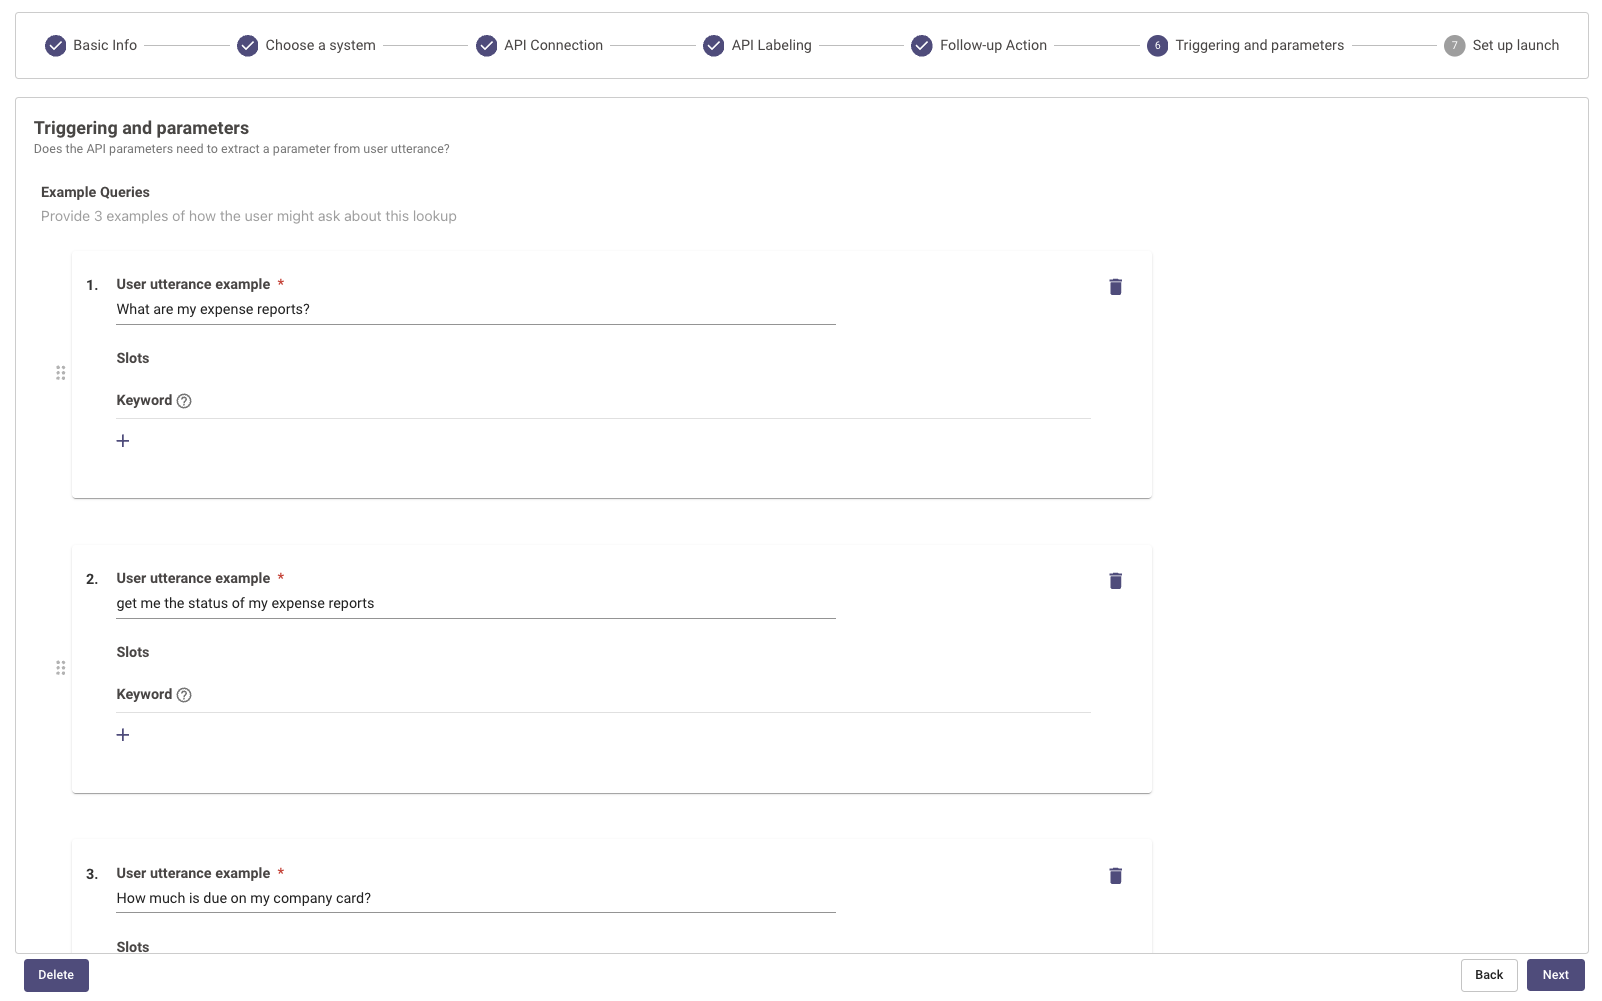 Basic Info
Choose a system
API Connection
API Labeling
Follow-up Action
6 Triggering and parameters
7 Set up launch
Triggering and parameters
Does the API parameters need to extract a parameter from user utterance?
Example Queries
Provide 3 examples of how the user might ask about this lookup
1. User utterance example *
What are my expense reports?
Slots
Keyword ?
+
2. User utterance example *
get me the status of my expense reports
Slots
Keyword ?
+
3. User utterance example *
How much is due on my company card?
Slots
Delete
Back
Next